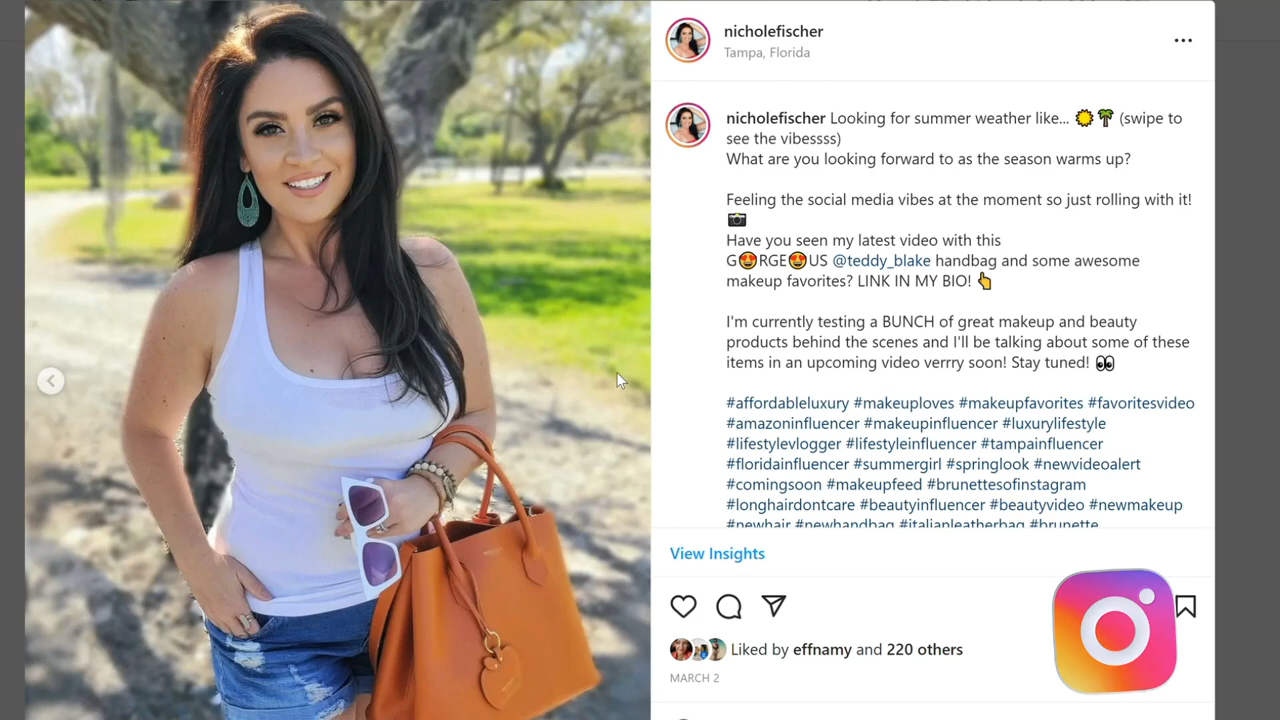 nicholefischer
Tampa, Florida
nicholefischer Looking for summer weather like... ☀️🌴 (swipe to
see the vibessss)
What are you looking forward to as the season warms up?
Feeling the social media vibes at the moment so just rolling with it!
📷
Have you seen my latest video with this
G😍RGE😍US @teddy_blake handbag and some awesome
makeup favorites? LINK IN MY BIO! 👆
I'm currently testing a BUNCH of great makeup and beauty
products behind the scenes and I'll be talking about some of these
items in an upcoming video verrry soon! Stay tuned! 👀
#affordableluxury #makeuploves #makeupfavorites #favoritesvideo
#amazoninfluencer #makeupinfluencer #luxurylifestyle
#lifestylevlogger #lifestyleinfluencer #tampainfluencer
#floridainfluencer #summergirl #springlook #newvideoalert
#comingsoon #makeupfeed #brunettesofinstagram
#longhairdontcare #beautyinfluencer #beautyvideo #newmakeup
#newhair #newhandbag #italianleatherbag #brunette
View Insights
Liked by effnamy and 220 others
MARCH 2